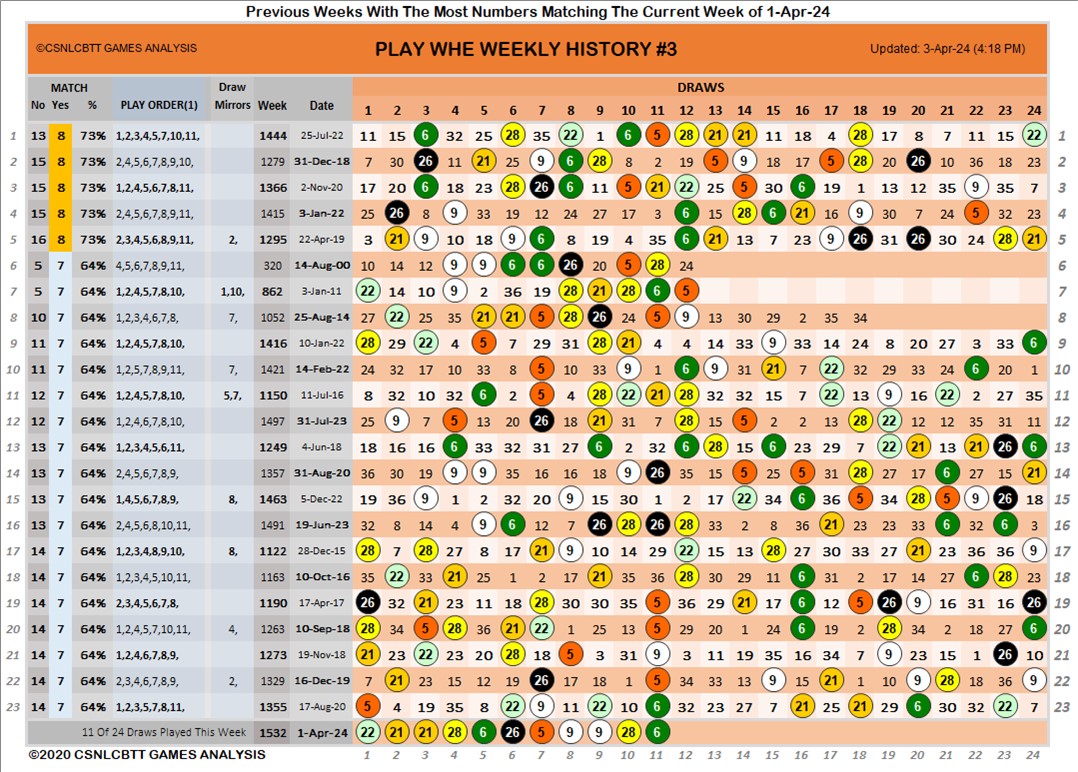 Previous Weeks With The Most Numbers Matching The Current Week of 1-Apr-24
©CSNLCBTT GAMES ANALYSIS PLAY WHE WEEKLY HISTORY #3 Updated: 3-Apr-24 (4:18 PM)
MATCH Draw DRAWS
No Yes % PLAY ORDER(1) Mirrors Week Date 1 2 3 4 5 6 7 8 9 10 11 12 13 14 15 16 17 18 19 20 21 22 23 24
1 13 8 73% 1,2,3,4,5,7,10,11, 1444 25-Jul-22 11 15 6 32 25 28 35 22 1 6 5 28 21 21 11 18 4 28 17 8 7 11 15 22 1
2 15 8 73% 2,4,5,6,7,8,9,10, 1279 31-Dec-18 7 30 26 11 21 25 9 6 28 8 2 19 5 9 18 17 5 28 20 26 10 36 18 23 2
3 15 8 73% 1,2,4,5,6,7,8,11, 1366 2-Nov-20 17 20 6 18 23 28 26 6 11 5 21 22 25 5 30 16 6 19 1 13 12 35 9 35 7 3
4 15 8 73% 2,4,5,6,7,8,9,11, 1415 3-Jan-22 25 26 8 9 33 19 12 24 27 17 3 6 15 28 6 21 16 9 30 7 24 5 32 23 4
5 16 8 73% 2,3,4,5,6,8,9,11, 2, 1295 22-Apr-19 3 21 9 10 18 9 6 8 19 4 35 6 21 13 7 23 9 26 31 26 30 24 28 21 5
6 5 7 64% 4,5,6,7,8,9,11, 320 14-Aug-00 10 14 12 9 9 6 6 26 20 5 28 24 6
7 5 7 64% 1,2,4,5,7,8,10, 1,10, 862 3-Jan-11 22 14 10 9 2 36 19 28 21 28 6 5 7
8 10 7 64% 1,2,3,4,6,7,8, 7, 1052 25-Aug-14 27 22 25 35 21 21 5 28 26 24 5 9 13 30 29 2 35 34 8
9 11 7 64% 1,2,4,5,7,8,10, 1416 10-Jan-22 28 29 22 4 5 7 29 31 28 21 4 4 14 33 9 33 14 24 8 20 27 3 33 6 9
10 11 7 64% 1,2,5,7,8,9,11, 7, 1421 14-Feb-22 24 32 17 10 33 8 5 10 33 9 1 6 9 31 21 7 22 32 29 33 24 6 20 1 10
11 12 7 64% 1,2,4,5,7,8,10, 5,7, 1150 11-Jul-16 8 32 10 32 6 2 5 4 28 22 21 28 32 32 15 7 22 13 9 16 22 2 27 35 11
12 12 7 64% 1,2,4,6,7,8,10, 1497 31-Jul-23 25 9 7 5 13 20 26 18 21 31 7 28 15 5 2 2 13 28 22 12 12 35 31 11 12
13 13 7 64% 1,2,3,4,5,6,11, 1249 4-Jun-18 18 16 16 6 33 32 31 27 6 2 32 6 28 15 6 23 29 7 22 21 13 21 26 6 13
14 13 7 64% 2,4,5,6,7,8,9, 1357 31-Aug-20 36 30 19 9 9 35 16 16 18 9 26 35 15 5 25 5 31 28 17 21 6 27 15 21 14
15 13 7 64% 1,4,5,6,7,8,9, 8, 1463 5-Dec-22 19 36 9 1 2 32 20 9 15 30 1 2 17 22 34 6 36 5 34 28 5 9 26 18 15
16 13 7 64% 2,4,5,6,8,10,11, 1491 19-Jun-23 32 8 14 4 9 6 12 7 26 28 26 28 33 2 8 36 21 23 23 33 6 32 6 3 16
17 14 7 64% 1,2,3,4,8,9,10, 8, 1122 28-Dec-15 28 7 28 27 8 17 21 9 10 14 29 22 15 13 28 27 30 33 27 21 23 36 36 9 17
18 14 7 64% 1,2,3,4,5,10,11, 1163 10-Oct-16 35 22 33 21 25 1 2 17 21 35 36 28 30 29 11 6 31 2 17 14 22 6 28 23 18
19 14 7 64% 2,3,4,5,6,7,8, 1190 17-Apr-17 26 32 21 23 11 18 28 30 30 35 5 36 29 21 17 6 12 5 26 9 16 31 16 26 19
20 14 7 64% 1,2,4,5,7,10,11, 4, 1263 10-Sep-18 28 34 5 28 36 21 22 1 25 13 5 29 20 1 24 6 19 2 28 34 2 18 27 6 20
21 14 7 64% 1,2,4,6,7,8,9, 1273 19-Nov-18 21 23 22 23 20 28 18 5 3 31 9 3 11 19 35 16 34 7 9 23 15 1 26 10 21
22 14 7 64% 2,3,4,6,7,8,9, 2, 1329 16-Dec-19 7 21 23 15 12 19 26 17 18 1 5 34 33 33 9 15 21 1 10 9 28 18 36 9 22
23 14 7 64% 1,2,3,5,7,8,11, 1355 17-Aug-20 5 4 19 35 8 22 9 11 22 10 6 32 23 27 7 21 25 21 29 6 30 32 22 7 23
11 Of 24 Draws Played This Week 1532 1-Apr-24 22 21 21 28 6 26 5 9 9 28 6
©2020 CSNLCBTT GAMES ANALYSIS 1 2 3 4 5 6 7 8 9 10 11 12 13 14 15 16 17 18 19 20 21 22 23 24